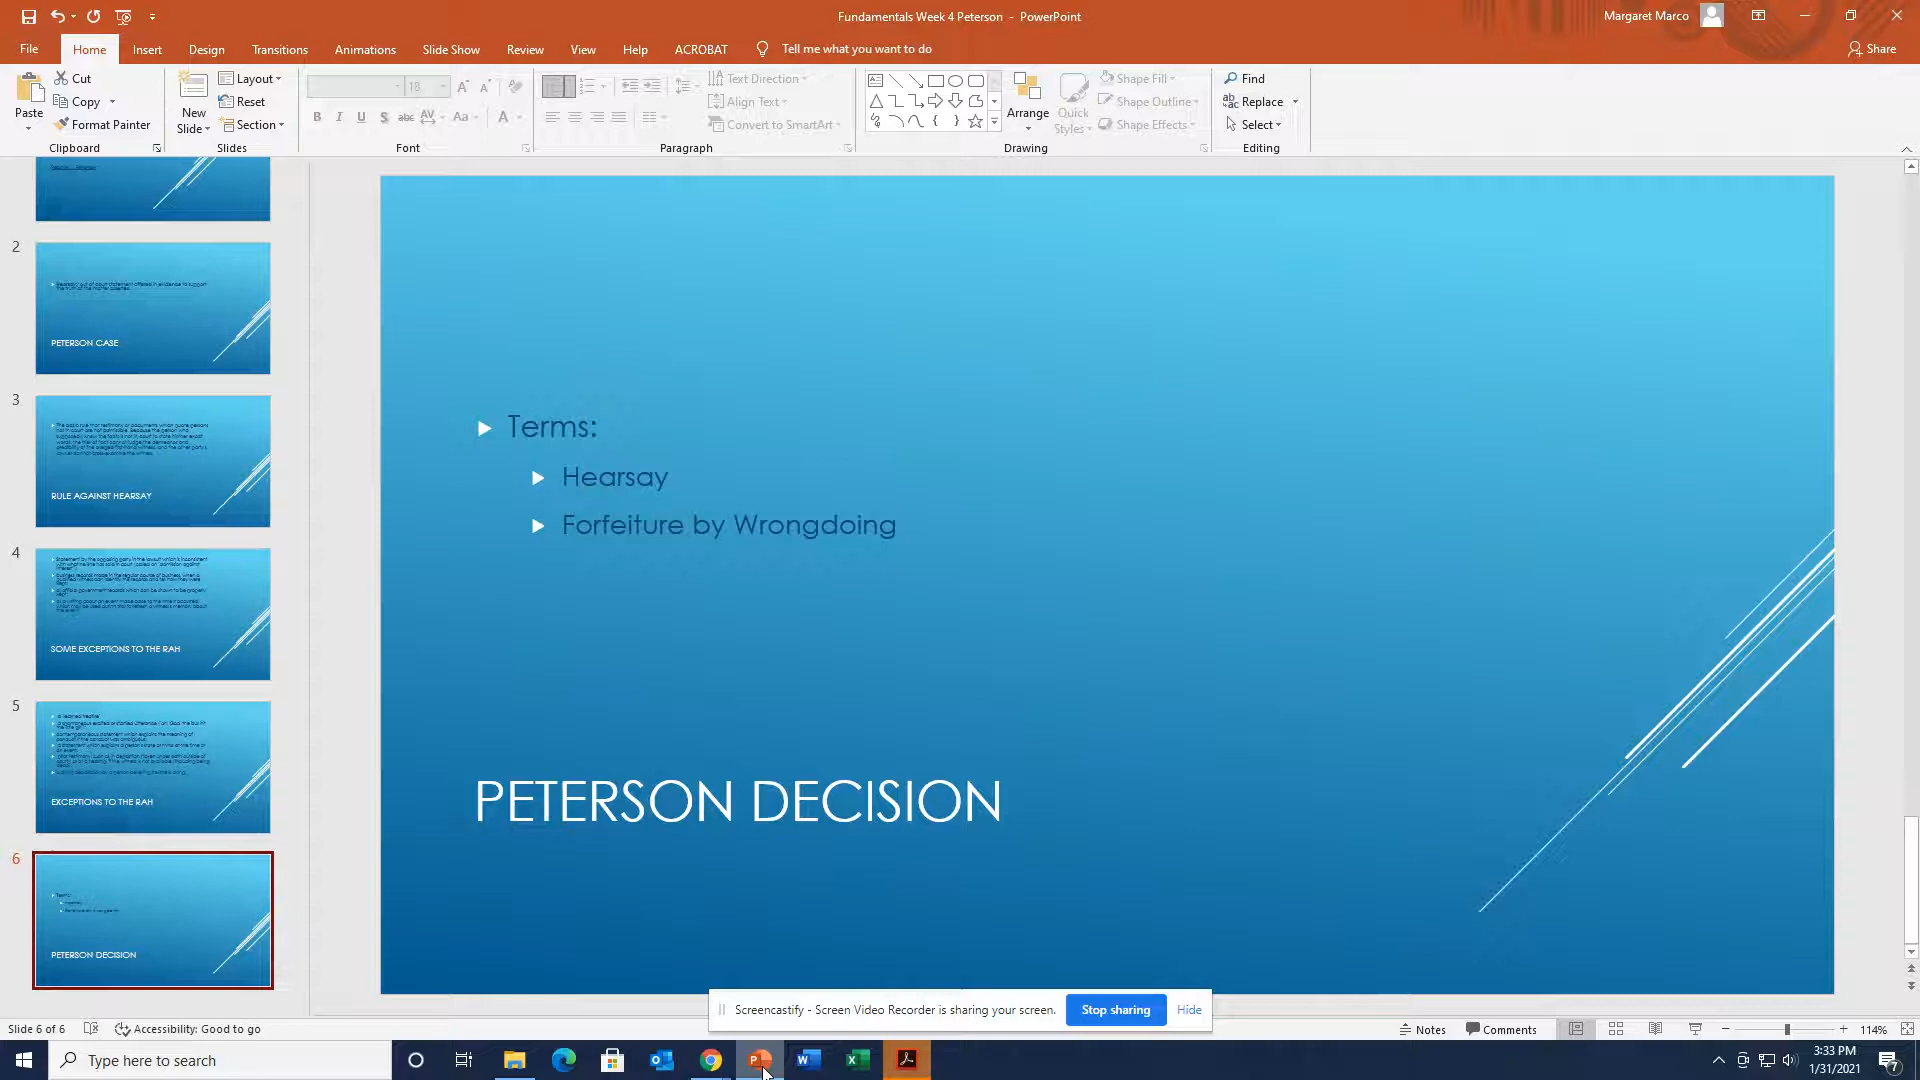 Fundamentals Week 4 Peterson - PowerPoint
Margaret Marco
File Home Insert Design Transitions Animations Slide Show Review View Help ACROBAT Tell me what you want to do
Share
Paste
Cut
Copy
Format Painter
Clipboard
New
Slide
Layout
Reset
Section
Slides
18
Font
Text Direction
Align Text
Convert to SmartArt
Paragraph
Arrange
Quick
Styles
Shape Fill
Shape Outline
Shape Effects
Drawing
Find
Replace
Select
Editing
2
PETERSON CASE
3
RULE AGAINST HEARSAY
4
SOME EXCEPTIONS TO THE RAH
5
EXCEPTIONS TO THE RAH
6
PETERSON DECISION
Terms:
Hearsay
Forfeiture by Wrongdoing
PETERSON DECISION
Screencastify - Screen Video Recorder is sharing your screen. Stop sharing Hide
Slide 6 of 6
Accessibility: Good to go
Notes
Comments
114%
Type here to search
3:33 PM
1/31/2021
7